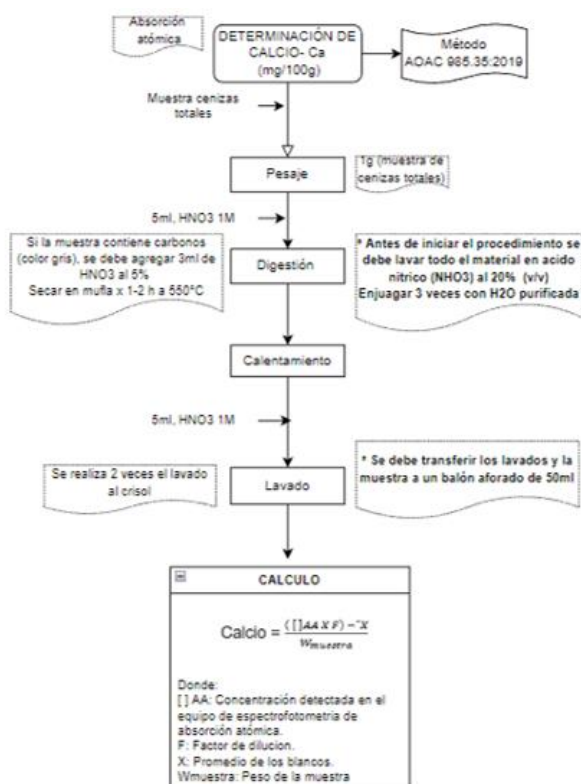 Absorción
atómica
DETERMINACIÓN DE
CALCIO- Ca
(mg/100g)
Método
AOAC 985.35:2019
Muestra cenizas
totales
Pesaje
1g (muestra de
cenizas totales)
5ml, HNO3 1M
Si la muestra contiene carbonos
(color gris), se debe agregar 3ml de
HNO3 al 5%
Secar en mufla x 1-2 h a 550°C
Digestión
* Antes de iniciar el procedimiento se
debe lavar todo el material en acido
nitrico (NHO3) al 20% (v/v)
Enjuagar 3 veces con H2O purificada
Calentamiento
5ml, HNO3 1M
Se realiza 2 veces el lavado
al crisol
Lavado
* Se debe transferir los lavados y la
muestra a un balón aforado de 50ml
CALCULO
Calcio = (([ ]AA X F) - ˜X) / Wmuestra
Donde:
[ ] AA: Concentración detectada en el
equipo de espectrofotometría de
absorción atómica.
F: Factor de dilucion.
X: Promedio de los blancos.
Wmuestra: Peso de la muestra